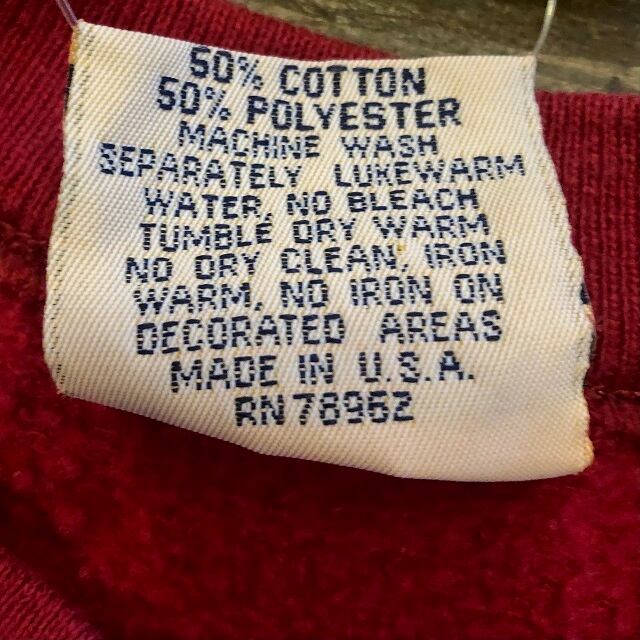 50% COTTON
50% POLYESTER
MACHINE WASH
SEPARATELY LUKEWARM
WATER, NO BLEACH
TUMBLE DRY WARM
NO DRY CLEAN, IRON
WARM, NO IRON ON
DECORATED AREAS
MADE IN U.S.A.
RN 78962